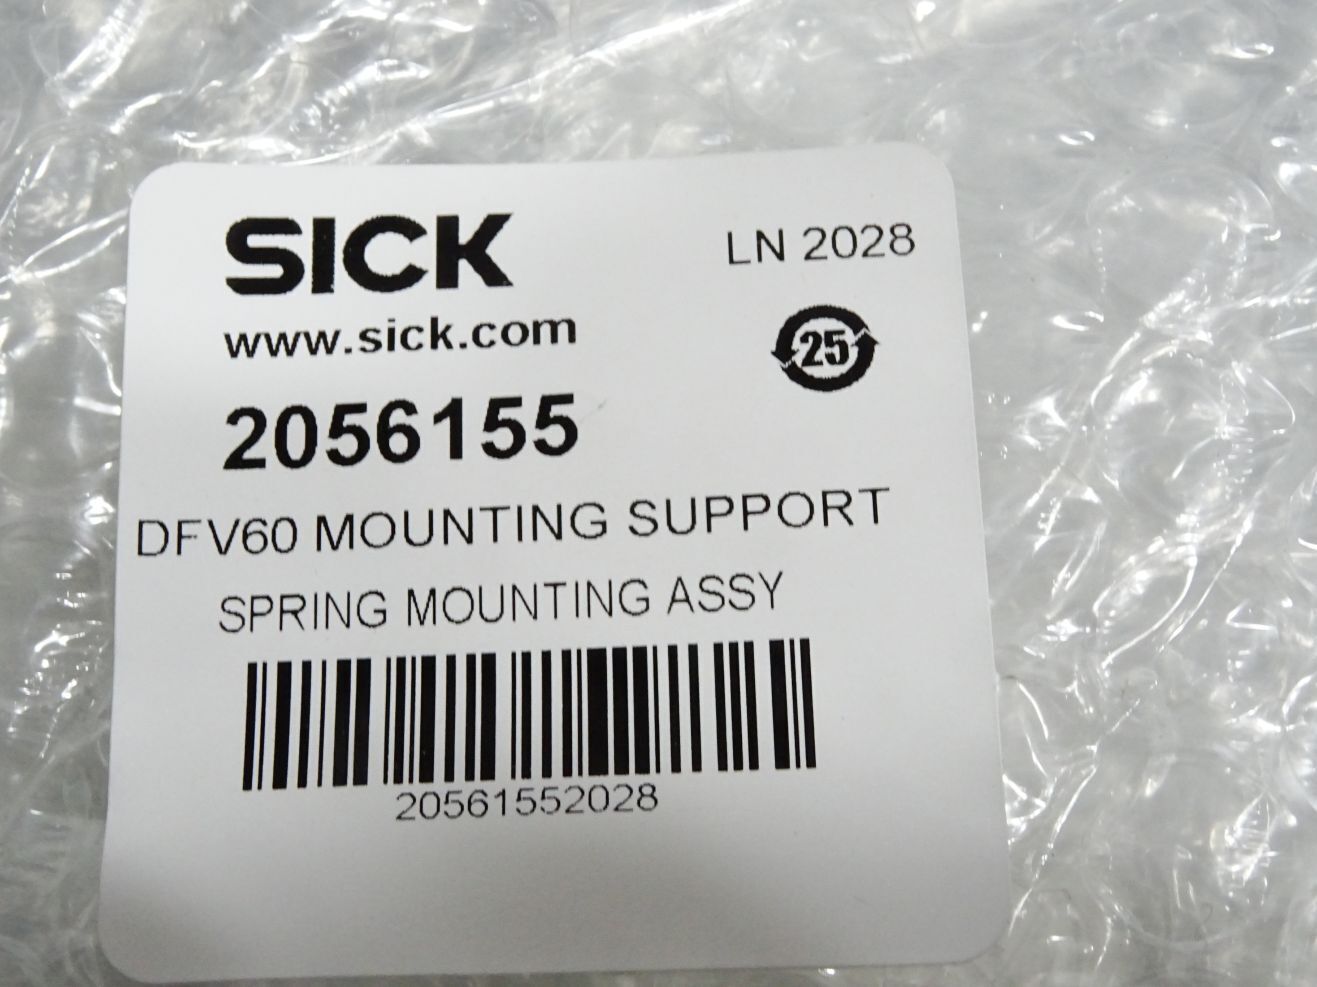 SICK
LN 2028
www.sick.com
25
2056155
DFV60 MOUNTING SUPPORT
SPRING MOUNTING ASSY
20561552028